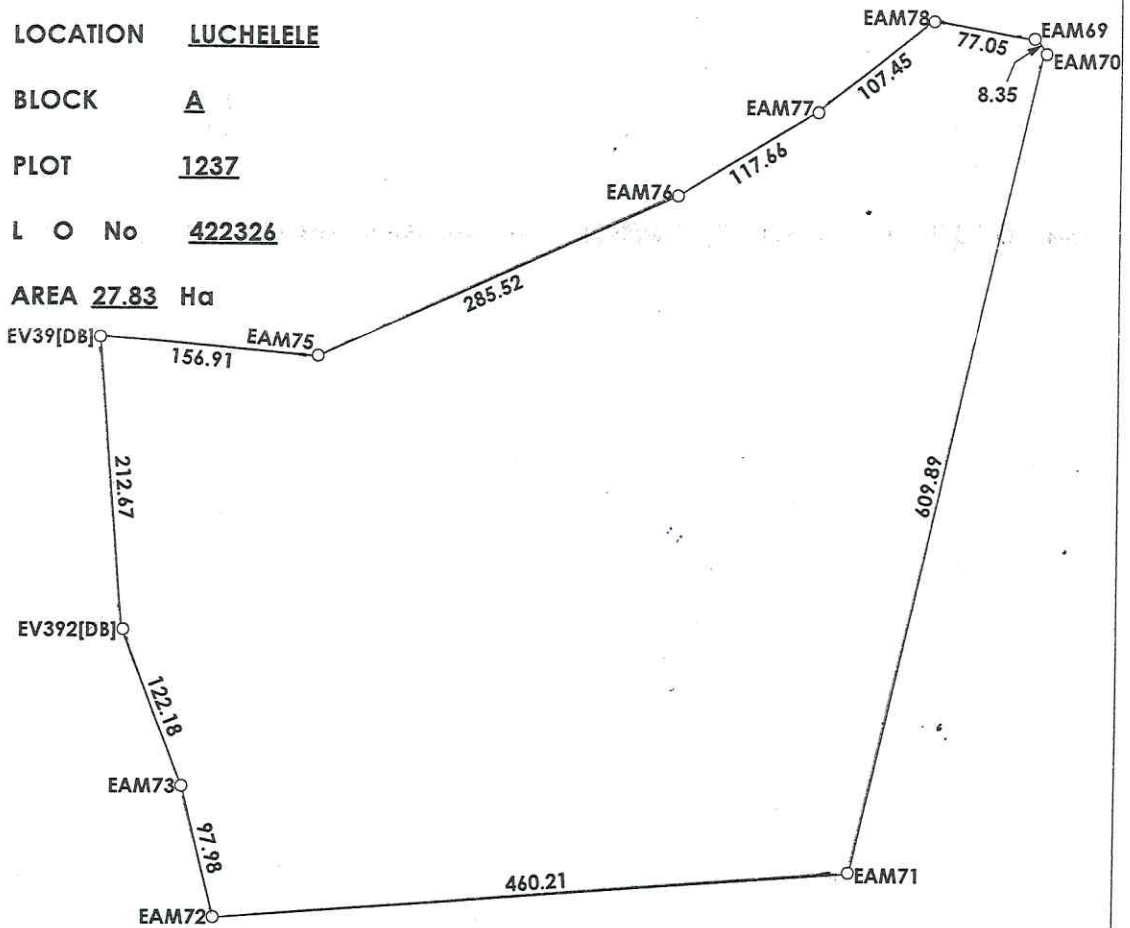 LOCATION LUCHELELE
BLOCK A
PLOT 1237
L O No 422326
AREA 27.83 Ha
EAM78
77.05
EAM69
EAM70
8.35
107.45
EAM77
117.66
EAM76
285.52
EV39[DB]
EAM75
156.91
212.67
609.89
EV392[DB]
122.18
EAM73
97.98
460.21
EAM71
EAM72